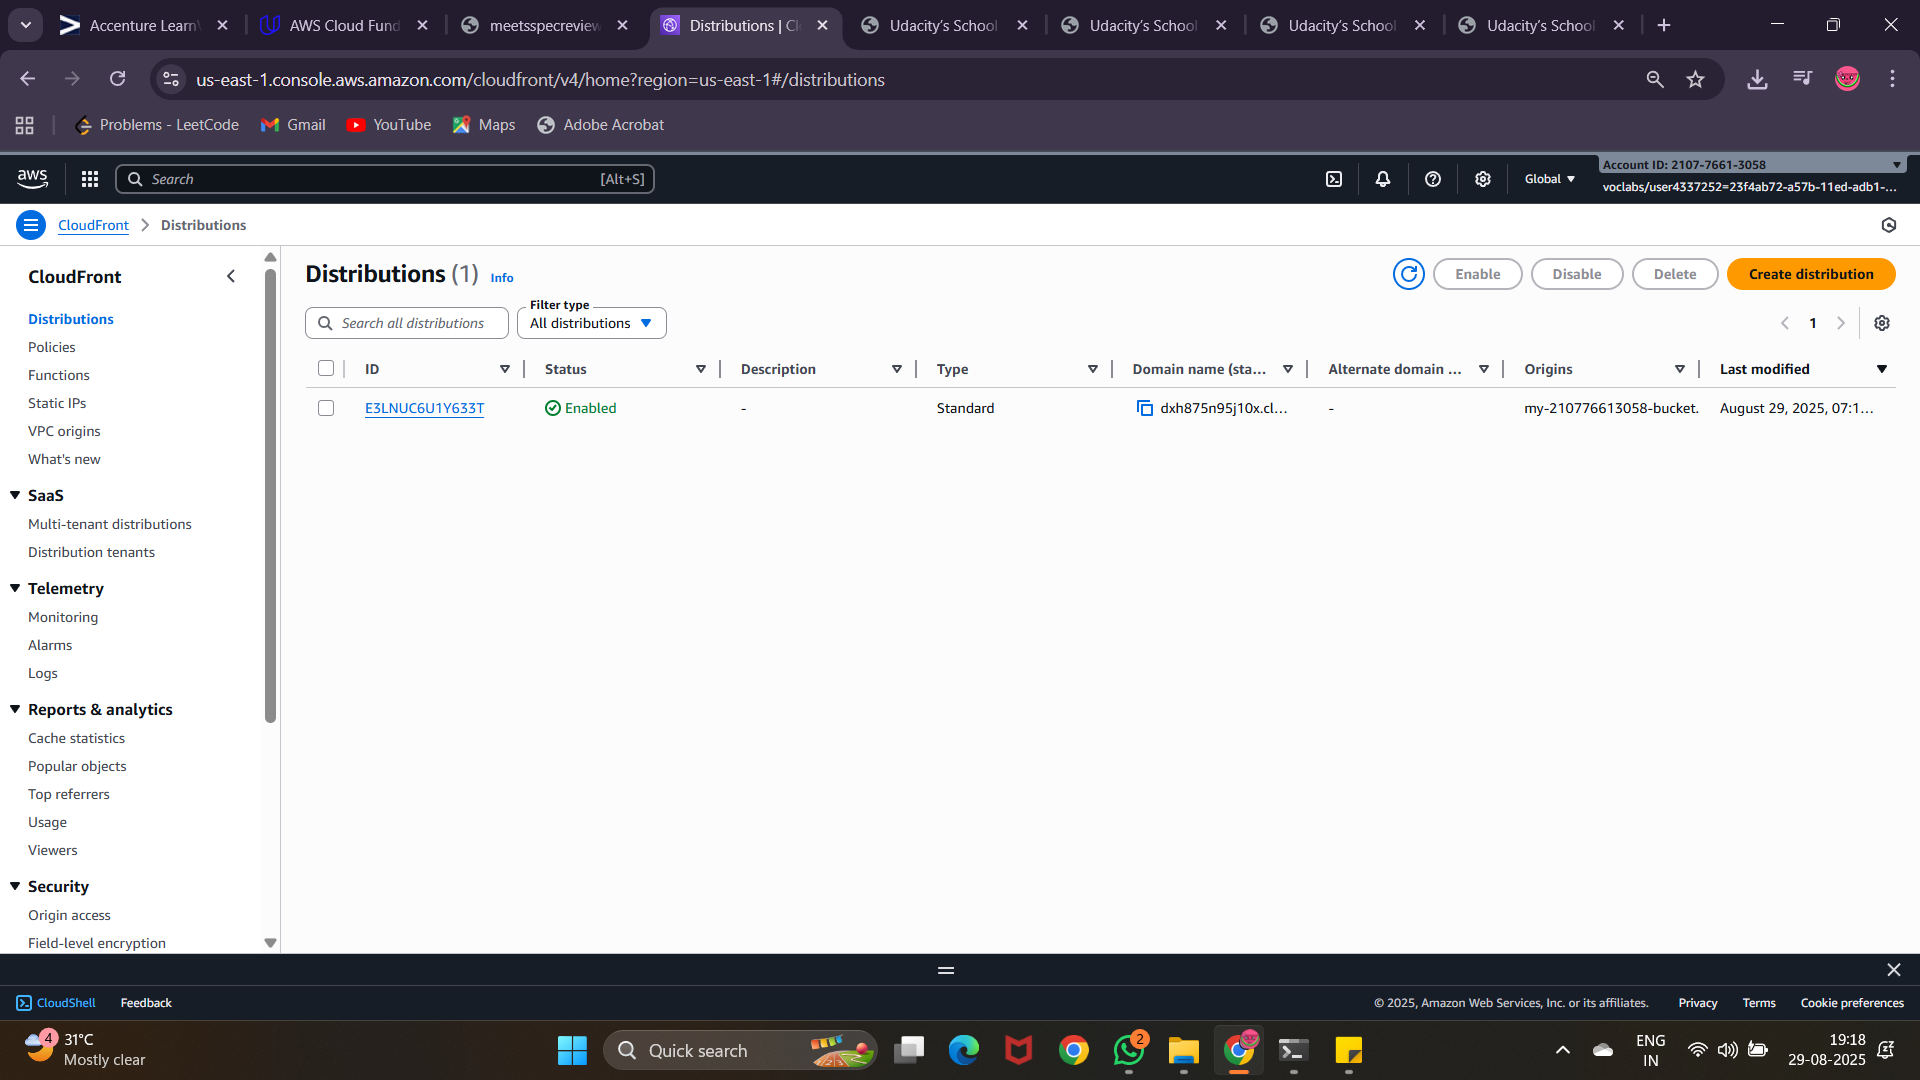 Accenture Learn
AWS Cloud Fund
meetsspecreview
Distributions | Cl
Udacity's School
Udacity's School
Udacity's School
Udacity's School
us-east-1.console.aws.amazon.com/cloudfront/v4/home?region=us-east-1#/distributions
Problems - LeetCode
Gmail
YouTube
Maps
Adobe Acrobat
aws
Search
[Alt+S]
Global
Account ID: 2107-7661-3058
voclabs/user4337252=23f4ab72-a57b-11ed-adb1-...
CloudFront
Distributions
CloudFront
Distributions
Policies
Functions
Static IPs
VPC origins
What's new
SaaS
Multi-tenant distributions
Distribution tenants
Telemetry
Monitoring
Alarms
Logs
Reports & analytics
Cache statistics
Popular objects
Top referrers
Usage
Viewers
Security
Origin access
Field-level encryption
Distributions (1) Info
Enable
Disable
Delete
Create distribution
Search all distributions
Filter type
All distributions
1
ID Status Description Type Domain name (sta... Alternate domain ... Origins Last modified
E3LNUC6U1Y633T Enabled - Standard dxh875n95j10x.cl... - my-210776613058-bucket. August 29, 2025, 07:1...
CloudShell
Feedback
© 2025, Amazon Web Services, Inc. or its affiliates.
Privacy
Terms
Cookie preferences
4
31°C
Mostly clear
Quick search
2
ENG
IN
19:18
29-08-2025